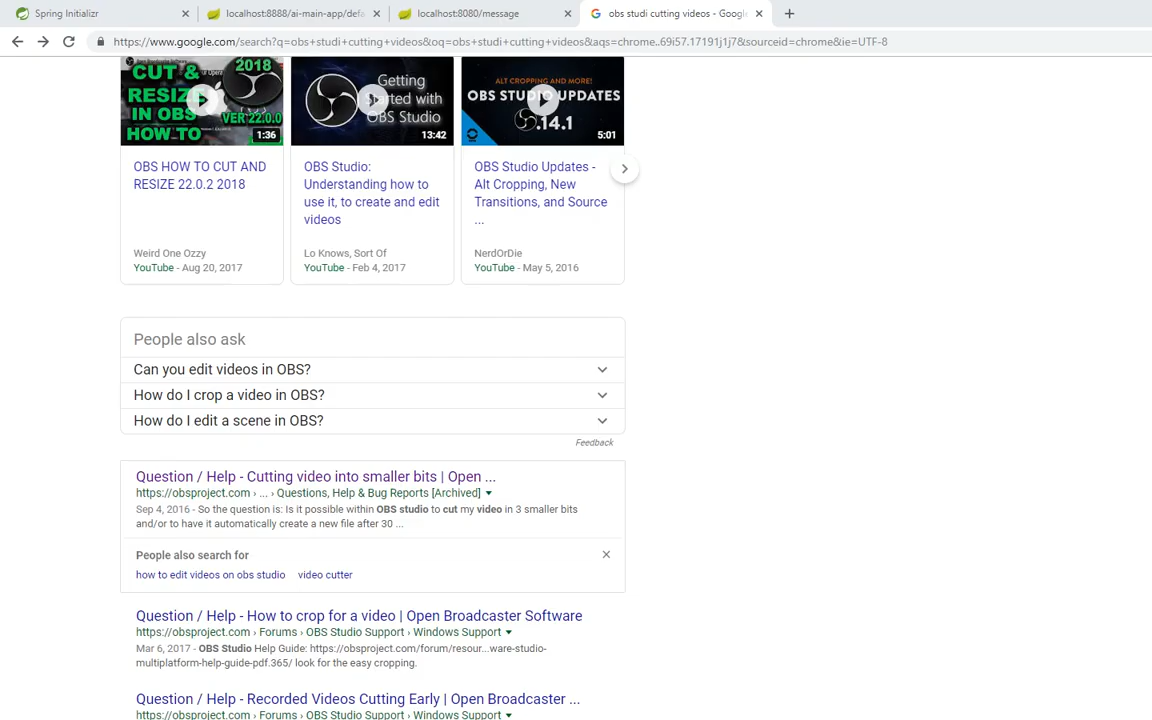 Spring Initializr
localhost:8888/ai-main-app/defa
localhost:8080/message
obs studi cutting videos - Google
https://www.google.com/search?q=obs+studi+cutting+videos&oq=obs+studi+cutting+videos&aqs=chrome..69i57.17191j1j7&sourceid=chrome&ie=UTF-8
CUT &
2018
RESIZE
IN OBS
VER 22.0.0
HOW TO
1:36
Getting
Started with
OBS Studio
13:42
ALT CROPPING AND MORE!
OBS STUDIO UPDATES
.14.1
5:01
OBS HOW TO CUT AND
RESIZE 22.0.2 2018
Weird One Ozzy
YouTube - Aug 20, 2017
OBS Studio:
Understanding how to
use it, to create and edit
videos
Lo Knows, Sort Of
YouTube - Feb 4, 2017
OBS Studio Updates -
Alt Cropping, New
Transitions, and Source
...
NerdOrDie
YouTube - May 5, 2016
People also ask
Can you edit videos in OBS?
How do I crop a video in OBS?
How do I edit a scene in OBS?
Feedback
Question / Help - Cutting video into smaller bits | Open ...
https://obsproject.com › ... › Questions, Help & Bug Reports [Archived]
Sep 4, 2016 - So the question is: Is it possible within OBS studio to cut my video in 3 smaller bits
and/or to have it automatically create a new file after 30 ...
People also search for
how to edit videos on obs studio video cutter
Question / Help - How to crop for a video | Open Broadcaster Software
https://obsproject.com › Forums › OBS Studio Support › Windows Support
Mar 6, 2017 - OBS Studio Help Guide: https://obsproject.com/forum/resour...ware-studio-
multiplatform-help-guide-pdf.365/ look for the easy cropping.
Question / Help - Recorded Videos Cutting Early | Open Broadcaster ...
https://obsproject.com › Forums › OBS Studio Support › Windows Support